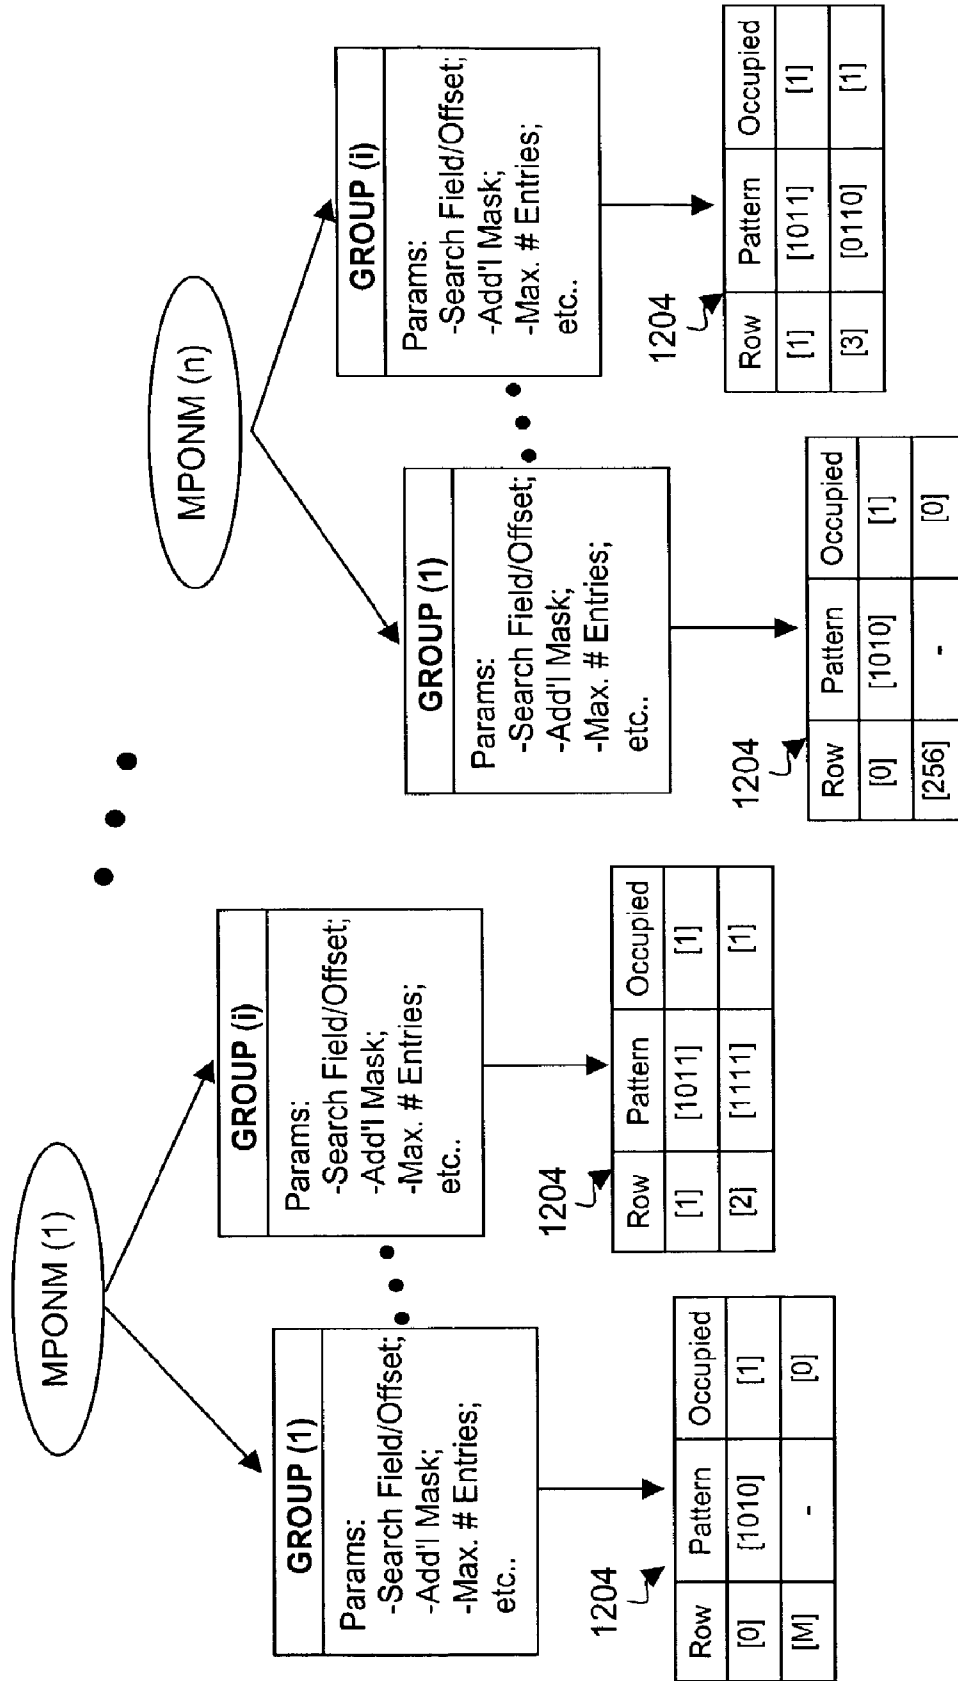 MPONM (1)
GROUP (1)
Params:
-Search Field/Offset;
-Add'l Mask;
-Max. # Entries;
etc..
1204
Row Pattern Occupied
[0] [1010] [1]
[M] - [0]
GROUP (i)
Params:
-Search Field/Offset;
-Add'l Mask;
-Max. # Entries;
etc..
1204
Row Pattern Occupied
[1] [1011] [1]
[2] [1111] [1]
MPONM (n)
GROUP (1)
Params:
-Search Field/Offset;
-Add'l Mask;
-Max. # Entries;
etc..
1204
Row Pattern Occupied
[0] [1010] [1]
[256] - [0]
GROUP (i)
Params:
-Search Field/Offset;
-Add'l Mask;
-Max. # Entries;
etc..
1204
Row Pattern Occupied
[1] [1011] [1]
[3] [0110] [1]